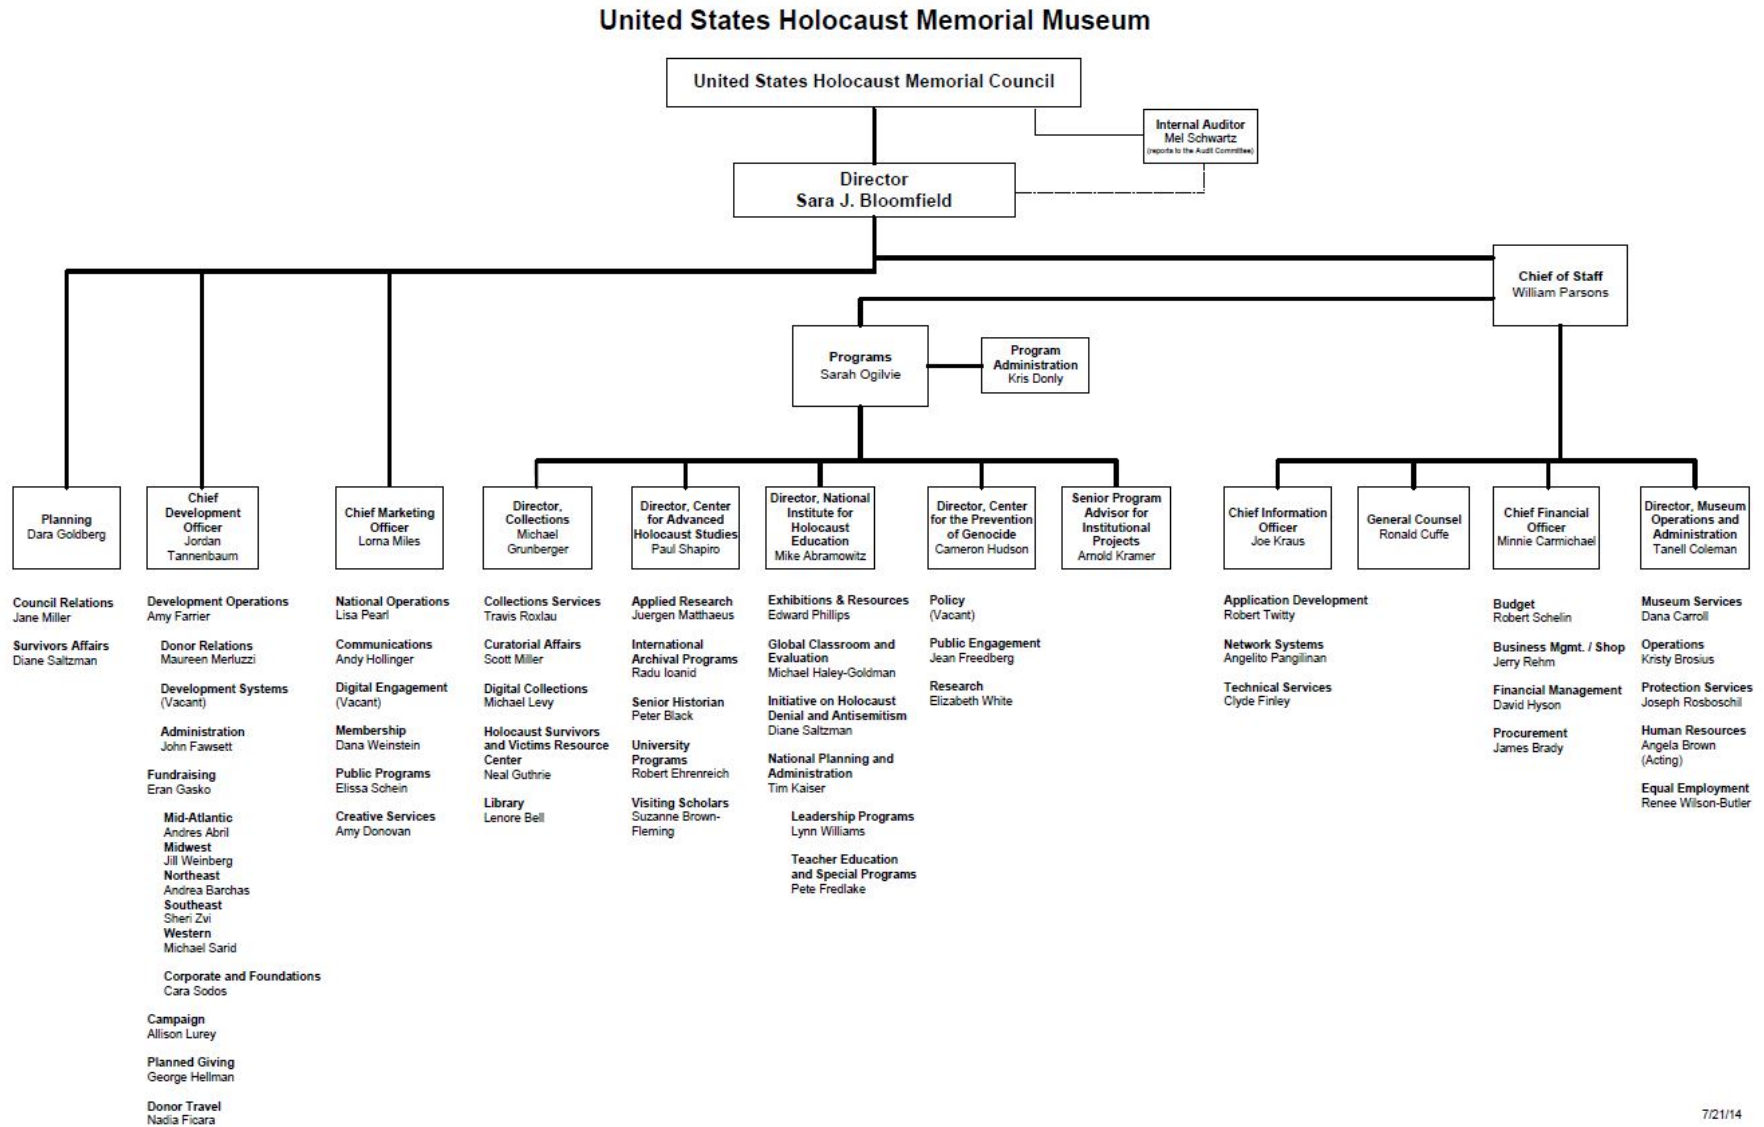 United States Holocaust Memorial Museum
United States Holocaust Memorial Council
Internal Auditor
Mel Schwartz
(reports to the Audit Committee)
Director
Sara J. Bloomfield
Chief of Staff
William Parsons
Programs
Sarah Ogilvie
Program
Administration
Kris Donly
Planning
Dara Goldberg
Council Relations
Jane Miller
Survivors Affairs
Diane Saltzman
Chief
Development
Officer
Jordan
Tannenbaum
Development Operations
Amy Farrier
Donor Relations
Maureen Merluzzi
Development Systems
(Vacant)
Administration
John Fawsett
Fundraising
Eran Gasko
Mid-Atlantic
Andres Abril
Midwest
Jill Weinberg
Northeast
Andrea Barchas
Southeast
Sheri Zvi
Western
Michael Sarid
Corporate and Foundations
Cara Sodos
Campaign
Allison Lurey
Planned Giving
George Hellman
Donor Travel
Nadia Ficara
Chief Marketing
Officer
Lorna Miles
National Operations
Lisa Pearl
Communications
Andy Hollinger
Digital Engagement
(Vacant)
Membership
Dana Weinstein
Public Programs
Elissa Schein
Creative Services
Amy Donovan
Director,
Collections
Michael
Grunberger
Collections Services
Travis Roxlau
Curatorial Affairs
Scott Miller
Digital Collections
Michael Levy
Holocaust Survivors
and Victims Resource
Center
Neal Guthrie
Library
Lenore Bell
Director, Center
for Advanced
Holocaust Studies
Paul Shapiro
Applied Research
Juergen Matthaeus
International
Archival Programs
Radu Ioanid
Senior Historian
Peter Black
University
Programs
Robert Ehrenreich
Visiting Scholars
Suzanne Brown-
Fleming
Director, National
Institute for
Holocaust
Education
Mike Abramowitz
Exhibitions & Resources
Edward Phillips
Global Classroom and
Evaluation
Michael Haley-Goldman
Initiative on Holocaust
Denial and Antisemitism
Diane Saltzman
National Planning and
Administration
Tim Kaiser
Leadership Programs
Lynn Williams
Teacher Education
and Special Programs
Pete Fredlake
Director, Center
for the Prevention
of Genocide
Cameron Hudson
Policy
(Vacant)
Public Engagement
Jean Freedberg
Research
Elizabeth White
Senior Program
Advisor for
Institutional
Projects
Arnold Kramer
Chief Information
Officer
Joe Kraus
Application Development
Robert Twitty
Network Systems
Angelito Pangilinan
Technical Services
Clyde Finley
General Counsel
Ronald Cuffe
Chief Financial
Officer
Minnie Carmichael
Budget
Robert Schelin
Business Mgmt. / Shop
Jerry Rehm
Financial Management
David Hyson
Procurement
James Brady
Director, Museum
Operations and
Administration
Tanell Coleman
Museum Services
Dana Carroll
Operations
Kristy Brosius
Protection Services
Joseph Rosboschil
Human Resources
Angela Brown
(Acting)
Equal Employment
Renee Wilson-Butler
7/21/14